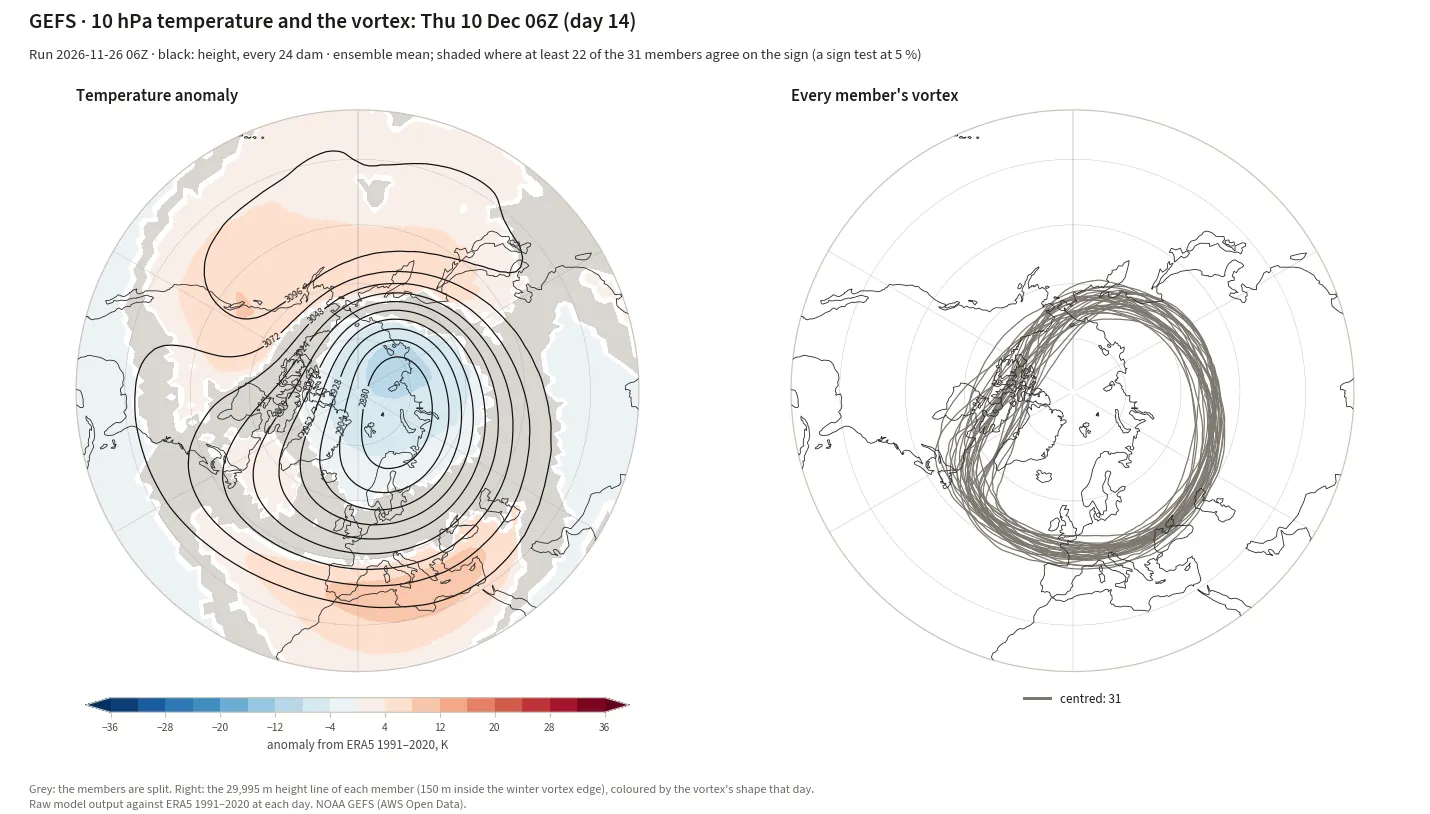 GEFS · 10 hPa temperature and the vortex: Thu 10 Dec 06Z (day 14)
Run 2026-11-26 06Z · black: height, every 24 dam · ensemble mean; shaded where at least 22 of the 31 members agree on the sign (a sign test at 5 %)
Temperature anomaly
Every member's vortex
3096
3048
3072
2928
2880
−36 −28 −20 −12 −4 4 12 20 28 36
anomaly from ERA5 1991–2020, K
centred: 31
Grey: the members are split. Right: the 29,995 m height line of each member (150 m inside the winter vortex edge), coloured by the vortex's shape that day.
Raw model output against ERA5 1991–2020 at each day. NOAA GEFS (AWS Open Data).